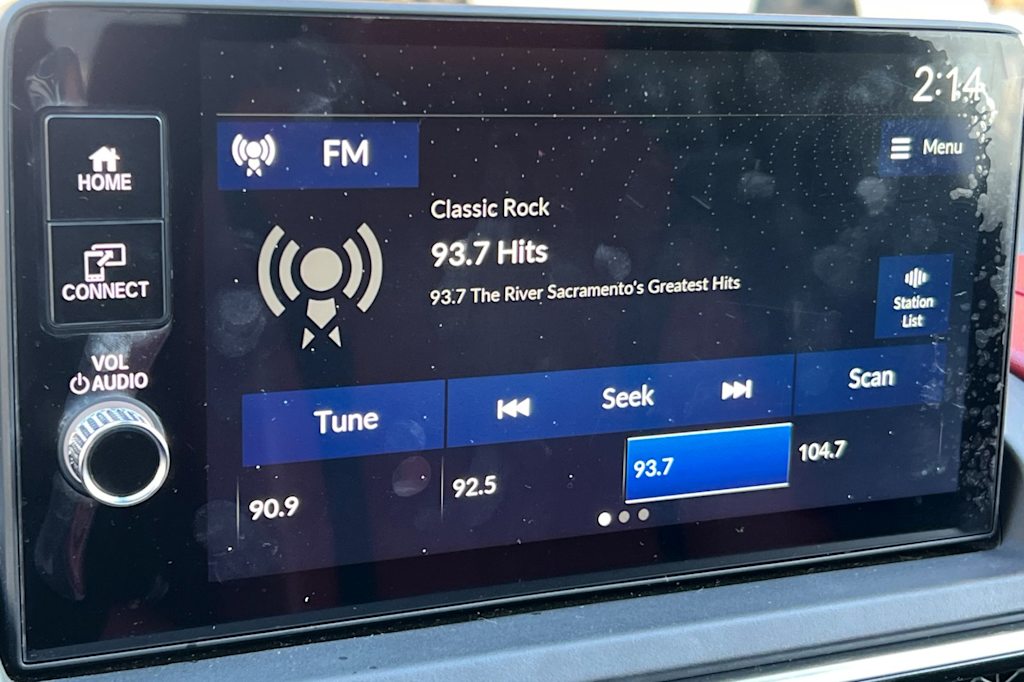 2:14
HOME
FM
Menu
Classic Rock
93.7 Hits
93.7 The River Sacramento's Greatest Hits
CONNECT
Station
List
VOL
AUDIO
Tune
Seek
Scan
90.9
92.5
93.7
104.7